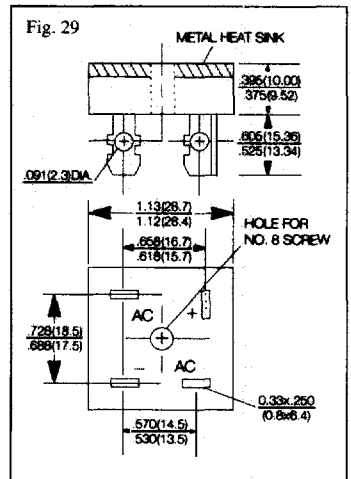 Fig. 29
METAL HEAT SINK
.395(10.00)
.375(9.52)
.605(15.36)
.525(13.34)
.091(2.3)DIA.
1.13(28.7)
1.12(28.4)
.658(16.7)
.618(15.7)
HOLE FOR
NO. 8 SCREW
AC +
.728(18.5)
.688(17.5)
- AC
0.33x.250
(0.8x6.4)
.570(14.5)
530(13.5)